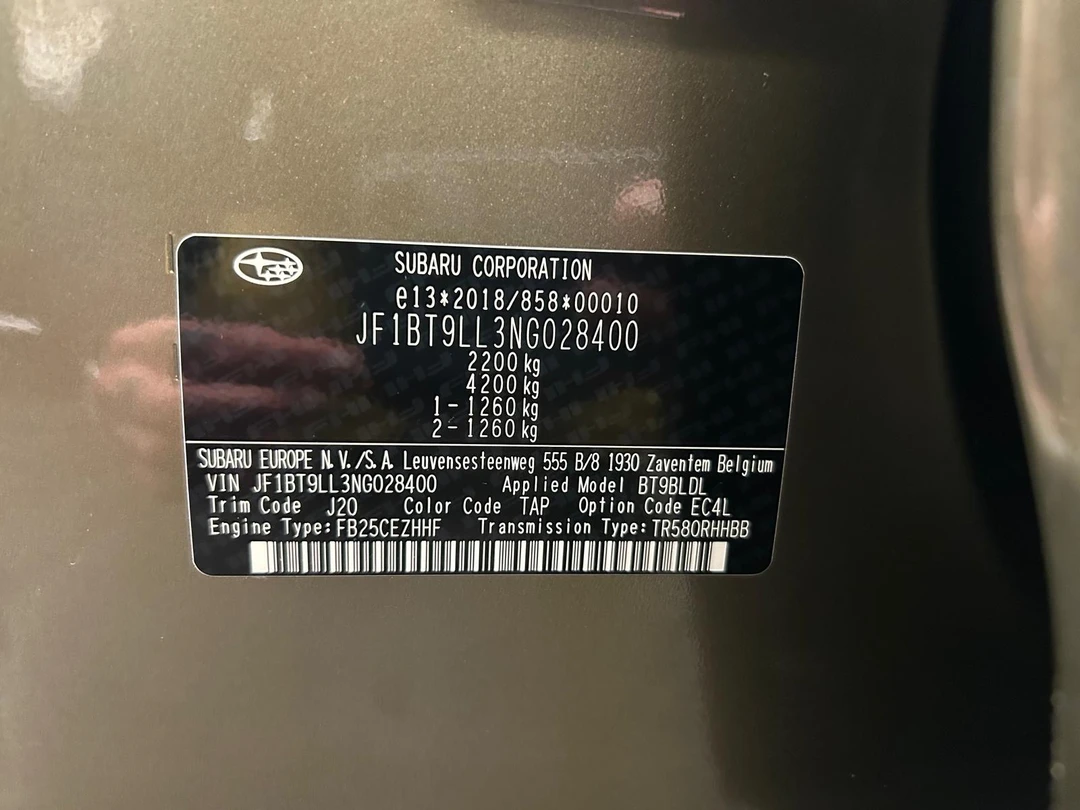 SUBARU CORPORATION
e13*2018/858*00010
JF1BT9LL3NG028400
2200 kg
4200 kg
1 - 1260 kg
2 - 1260 kg
SUBARU EUROPE N.V./S.A. Leuvensesteenweg 555 B/8 1930 Zaventem Belgium
VIN JF1BT9LL3NG028400 Applied Model BT9BLDL
Trim Code J20 Color Code TAP Option Code EC4L
Engine Type:FB25CEZHHF Transmission Type:TR580RHHBB